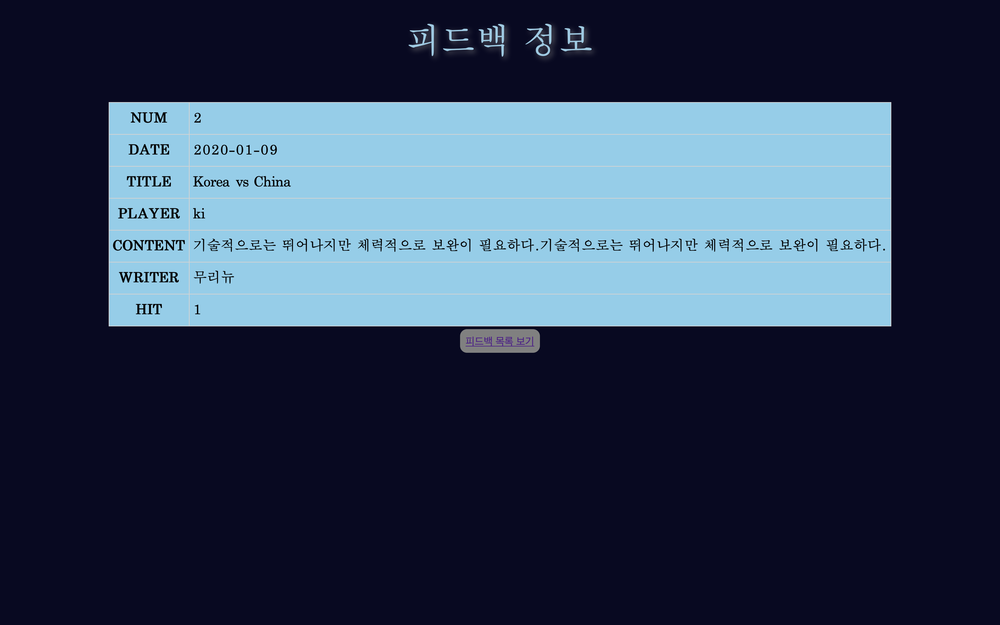 피드백 정보
NUM 2
DATE 2020-01-09
TITLE Korea vs China
PLAYER ki
CONTENT 기술적으로는 뛰어나지만 체력적으로 보완이 필요하다.기술적으로는 뛰어나지만 체력적으로 보완이 필요하다.
WRITER 무리뉴
HIT 1
피드백 목록 보기